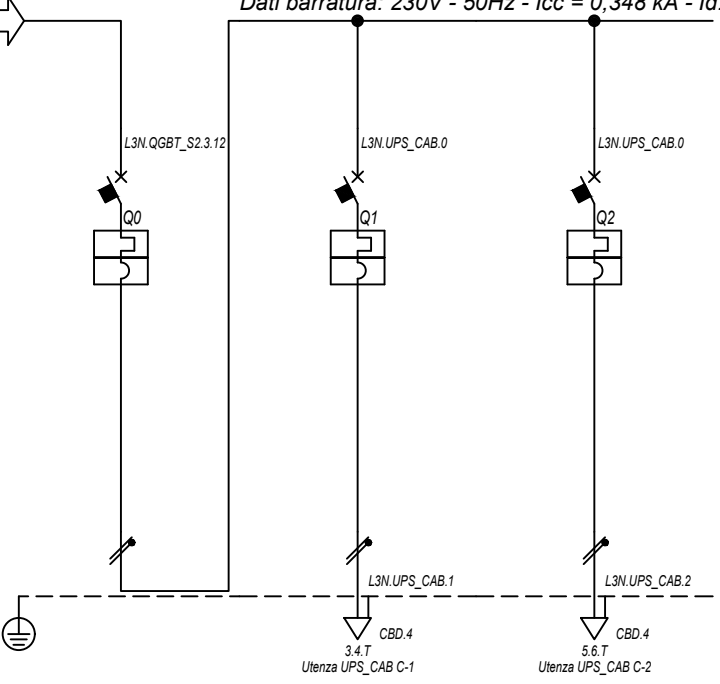 Dati barratura: 230V - 50Hz - Icc = 0,348 kA - Id
L3N.QGBT_S2.3.12
L3N.UPS_CAB.0
L3N.UPS_CAB.0
Q0
Q1
Q2
L3N.UPS_CAB.1
L3N.UPS_CAB.2
CBD.4
CBD.4
3.4.T
5.6.T
Utenza UPS_CAB C-1
Utenza UPS_CAB C-2